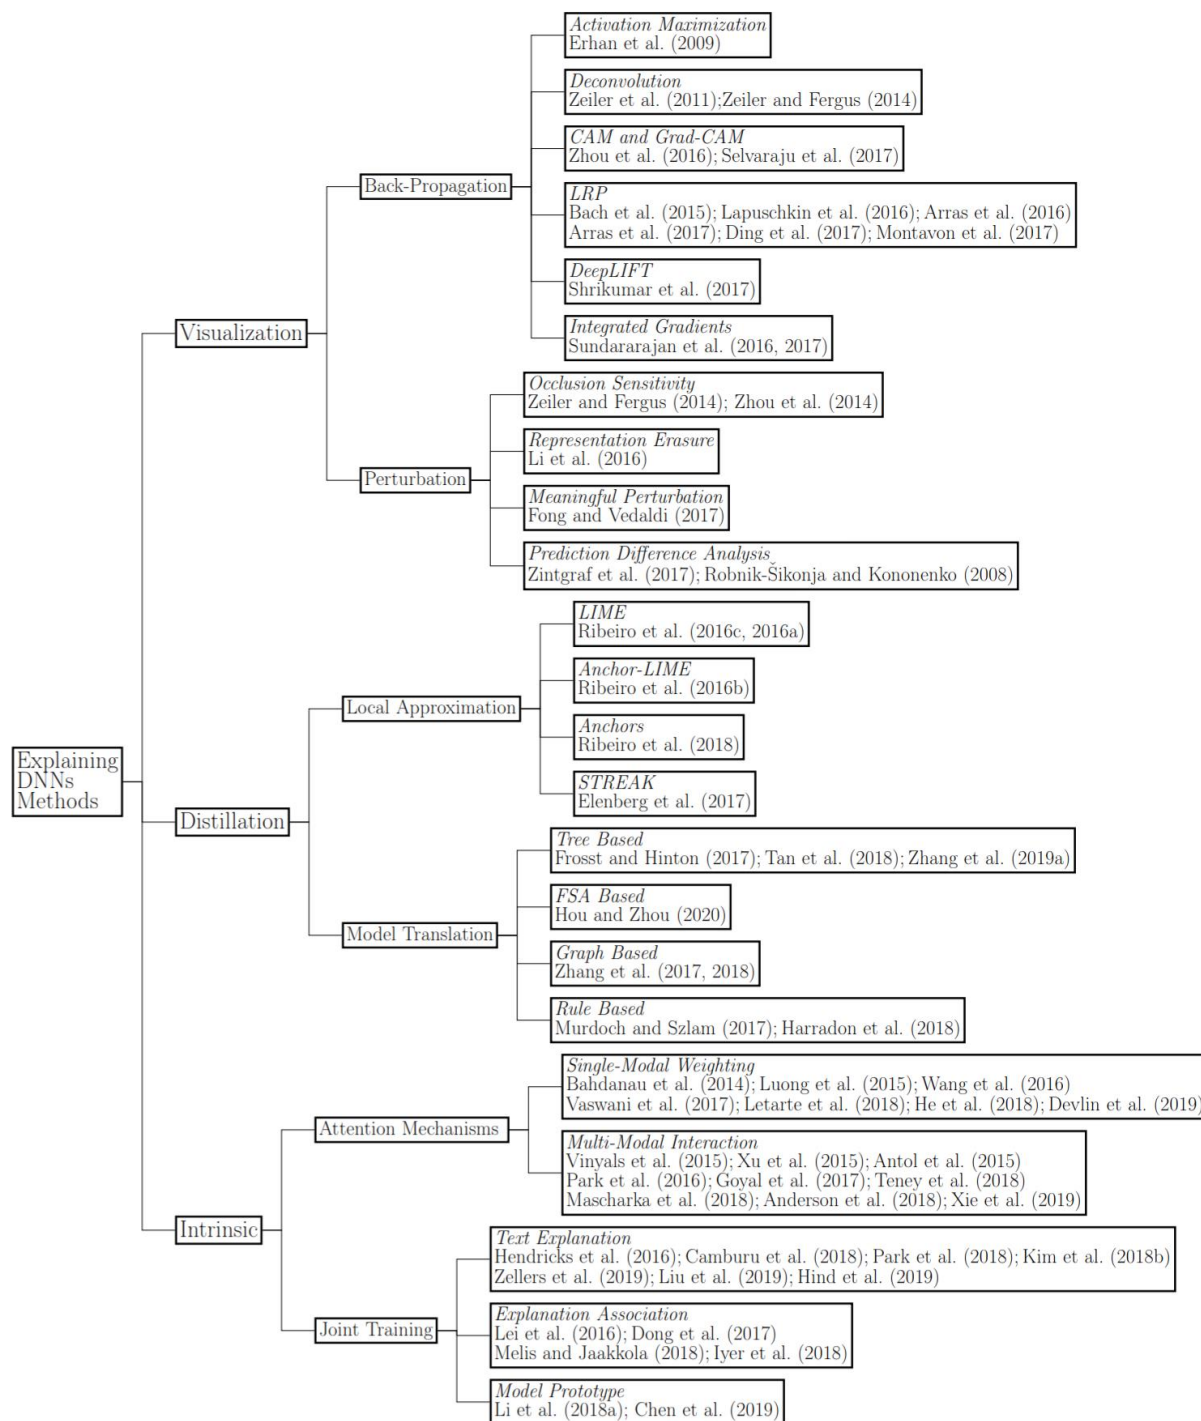 Activation Maximization
Erhan et al. (2009)
Deconvolution
Zeiler et al. (2011);Zeiler and Fergus (2014)
CAM and Grad-CAM
Zhou et al. (2016); Selvaraju et al. (2017)
Back-Propagation
LRP
Bach et al. (2015); Lapuschkin et al. (2016); Arras et al. (2016)
Arras et al. (2017); Ding et al. (2017); Montavon et al. (2017)
DeepLIFT
Shrikumar et al. (2017)
Visualization
Integrated Gradients
Sundararajan et al. (2016, 2017)
Occlusion Sensitivity
Zeiler and Fergus (2014); Zhou et al. (2014)
Representation Erasure
Li et al. (2016)
Perturbation
Meaningful Perturbation
Fong and Vedaldi (2017)
Prediction Difference Analysis
Zintgraf et al. (2017); Robnik-Šikonja and Kononenko (2008)
LIME
Ribeiro et al. (2016c, 2016a)
Anchor-LIME
Ribeiro et al. (2016b)
Local Approximation
Anchors
Ribeiro et al. (2018)
Explaining
DNNs
Methods
STREAK
Elenberg et al. (2017)
Distillation
Tree Based
Frosst and Hinton (2017); Tan et al. (2018); Zhang et al. (2019a)
FSA Based
Hou and Zhou (2020)
Model Translation
Graph Based
Zhang et al. (2017, 2018)
Rule Based
Murdoch and Szlam (2017); Harradon et al. (2018)
Single-Modal Weighting
Bahdanau et al. (2014); Luong et al. (2015); Wang et al. (2016)
Vaswani et al. (2017); Letarte et al. (2018); He et al. (2018); Devlin et al. (2019)
Attention Mechanisms
Multi-Modal Interaction
Vinyals et al. (2015); Xu et al. (2015); Antol et al. (2015)
Park et al. (2016); Goyal et al. (2017); Teney et al. (2018)
Mascharka et al. (2018); Anderson et al. (2018); Xie et al. (2019)
Intrinsic
Text Explanation
Hendricks et al. (2016); Camburu et al. (2018); Park et al. (2018); Kim et al. (2018b)
Zellers et al. (2019); Liu et al. (2019); Hind et al. (2019)
Joint Training
Explanation Association
Lei et al. (2016); Dong et al. (2017)
Melis and Jaakkola (2018); Iyer et al. (2018)
Model Prototype
Li et al. (2018a); Chen et al. (2019)